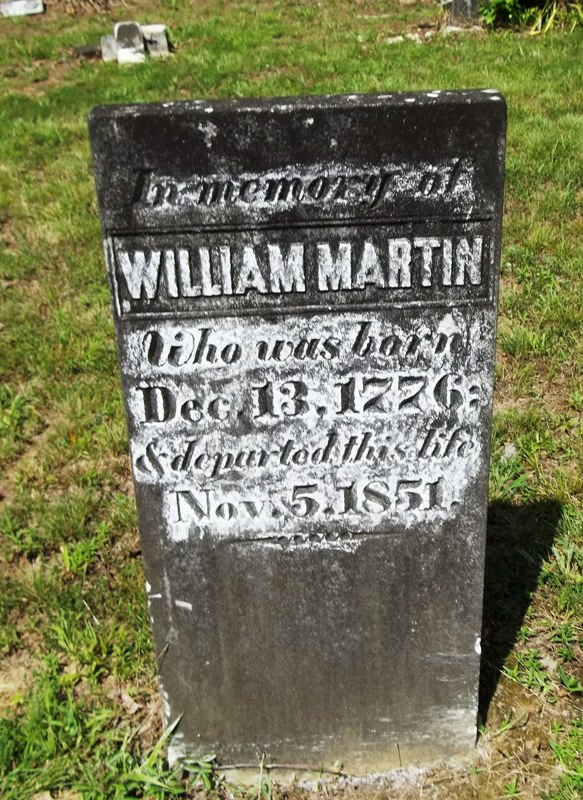 In memory of
WILLIAM MARTIN
Who was born
Dec. 13. 1776;
& departed this life
Nov. 5. 1851.